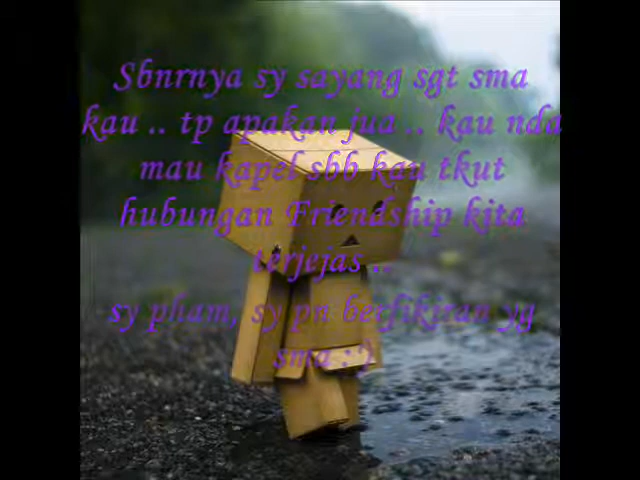 Sbnrnya sy sayang sgt sma
kau .. tp apakan jua .. kau nda
mau kapel sbb kau tkut
hubungan Friendship kita
terjejas ..
sy pham, sy pn berfikiran yg
sma :')